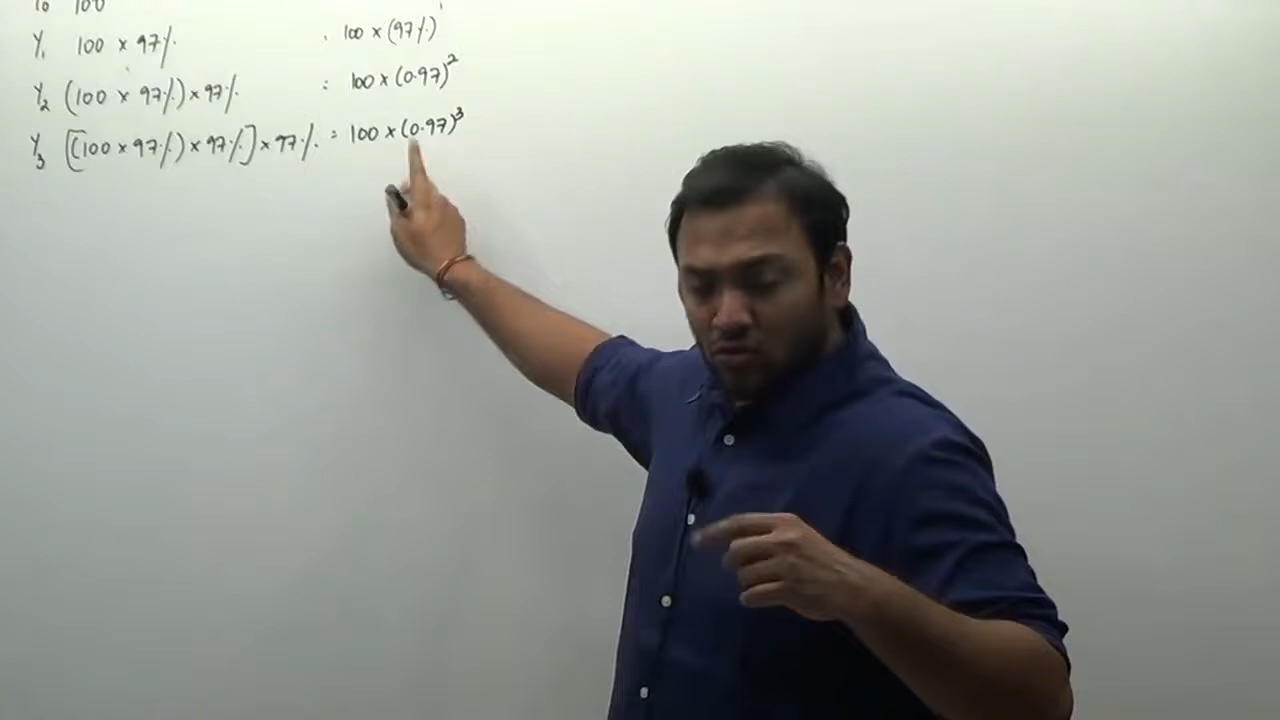 Y₀ 100
Y₁ 100 × 97% . 100 × (97%)¹
Y₂ (100 × 97%) × 97% : 100 × (0.97)²
Y₃ [(100 × 97%) × 97%] × 97% = 100 × (0.97)³